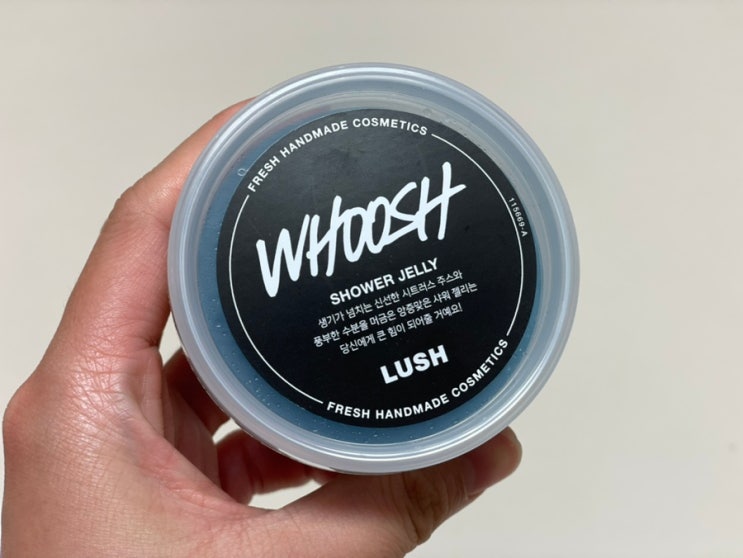 FRESH HANDMADE COSMETICS
115669-A
WHOOSH
SHOWER JELLY
생기가 넘치는 신선한 시트러스 주스와
풍부한 수분을 머금은 앙증맞은 샤워 젤리는
당신에게 큰 힘이 되어줄 거예요!
LUSH
FRESH HANDMADE COSMETICS